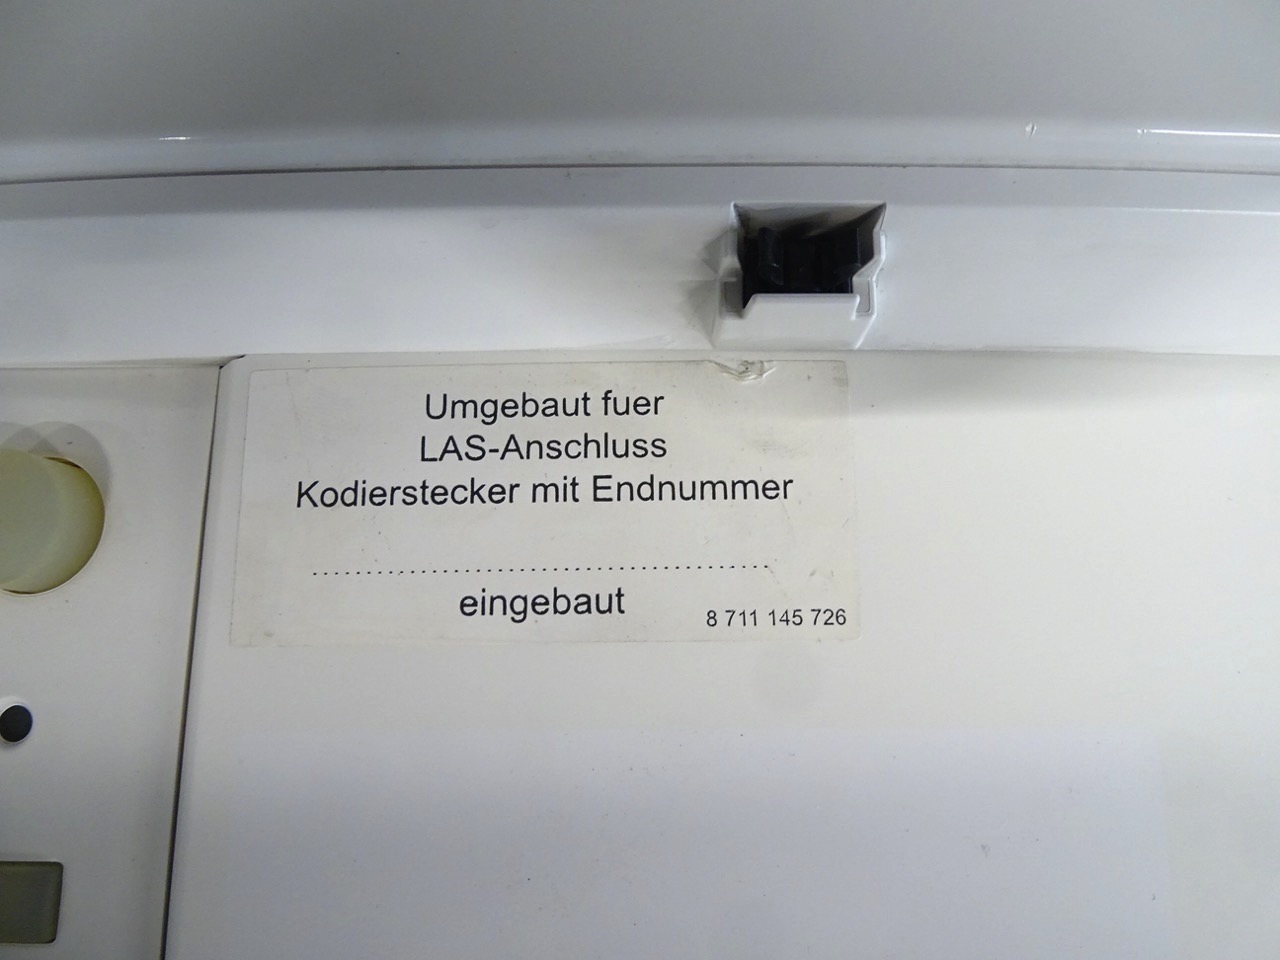 Umgebaut fuer
LAS-Anschluss
Kodierstecker mit Endnummer
..........................................
eingebaut
8 711 145 726